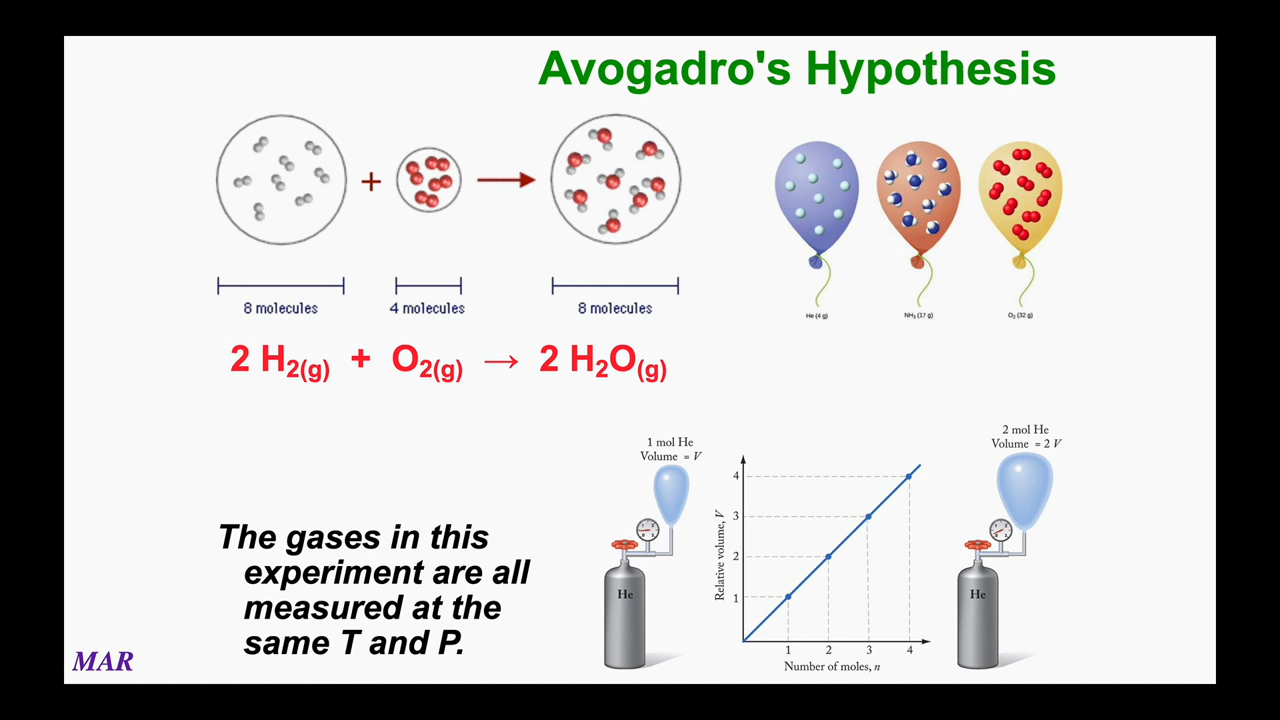 Avogadro's Hypothesis
+
8 molecules
4 molecules
8 molecules
He (4 g)
NH₃ (17 g)
O₂ (32 g)
2 H₂(g) + O₂(g) → 2 H₂O(g)
The gases in this
experiment are all
measured at the
same T and P.
1 mol He
Volume = V
He
Relative volume, V
4
3
2
1
1 2 3 4
Number of moles, n
2 mol He
Volume = 2 V
He
MAR